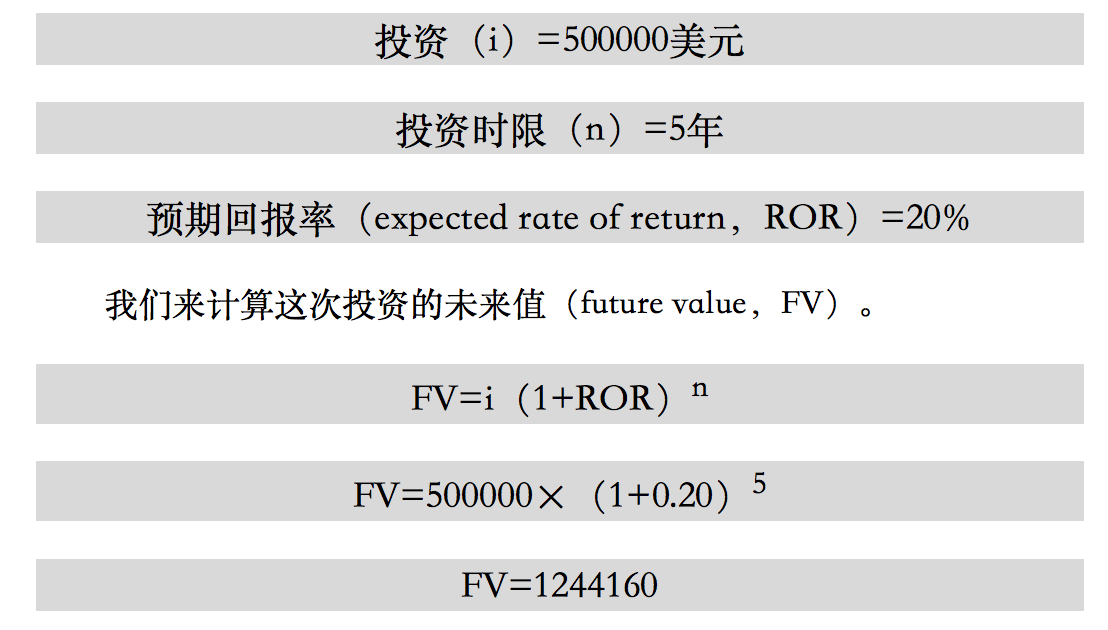 投资（i）=500000美元
投资时限（n）=5年
预期回报率（expected rate of return，ROR）=20%
我们来计算这次投资的未来值（future value，FV）。
FV=i（1+ROR）ⁿ
FV=500000×（1+0.20）⁵
FV=1244160